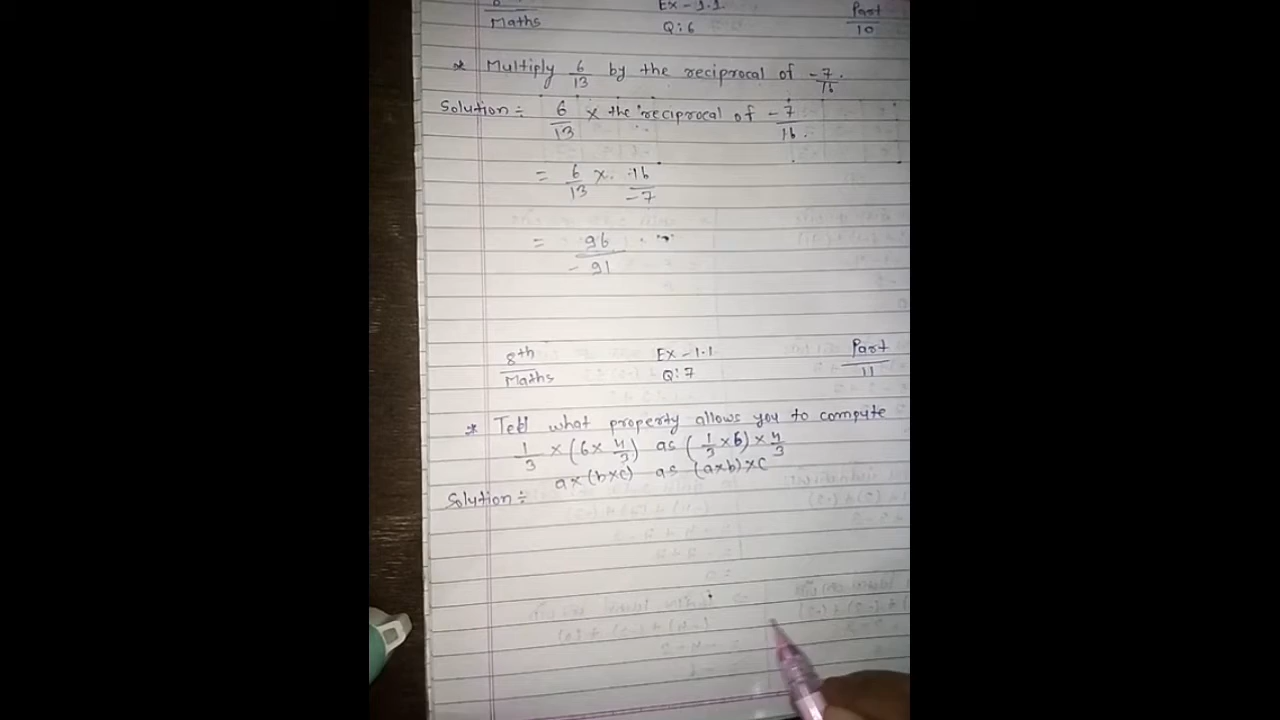 Maths Ex-1.1 Q:6 Part 10
* Multiply 6/13 by the reciprocal of -7/16.
Solution:- 6/13 x the reciprocal of -7/16.
= 6/13 x 16/-7
= 96/-91
8th Maths Ex-1.1 Q:7 Part 11
* Tell what property allows you to compute
1/3 x (6 x 4/3) as (1/3 x 6) x 4/3
a x (b x c) as (a x b) x c
Solution:-